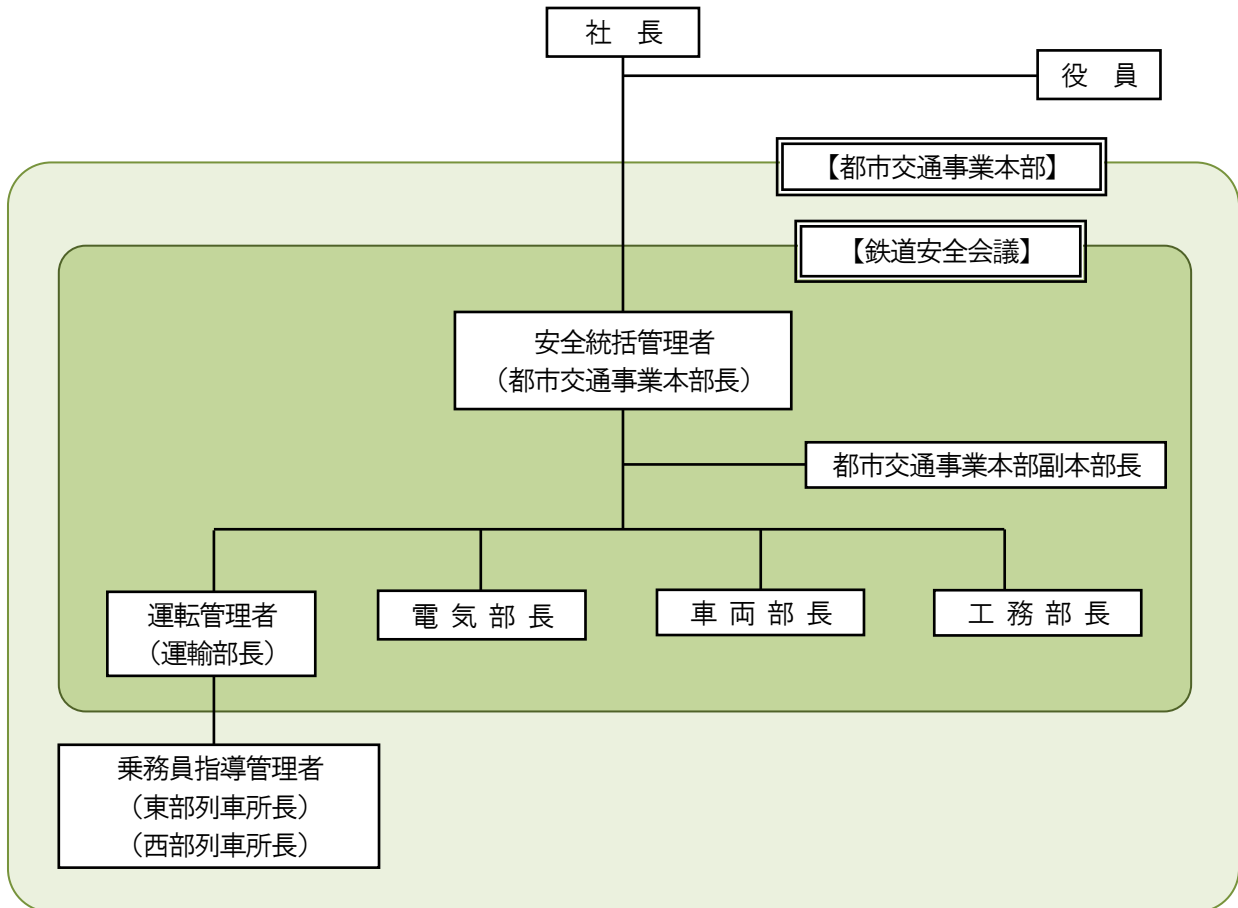 社　長
役　員
【都市交通事業本部】
【鉄道安全会議】
安全統括管理者
（都市交通事業本部長）
都市交通事業本部副本部長
運転管理者
（運輸部長）
電 気 部 長
車 両 部 長
工 務 部 長
乗務員指導管理者
（東部列車所長）
（西部列車所長）